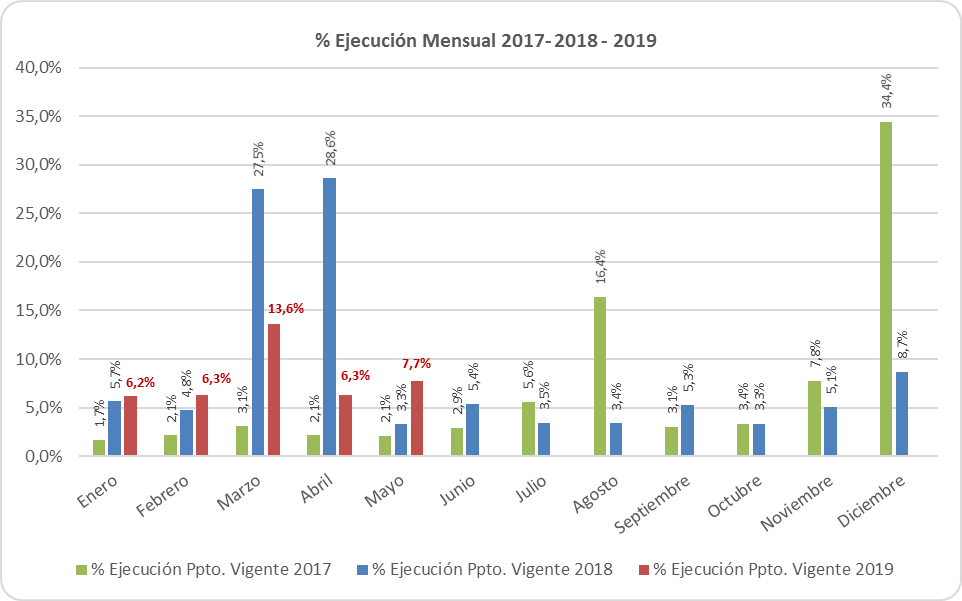 % Ejecución Mensual 2017- 2018 - 2019
40,0%
35,0%
30,0%
25,0%
20,0%
15,0%
10,0%
5,0%
0,0%
1,7%
5,7%
6,2%
2,1%
4,8%
6,3%
3,1%
27,5%
13,6%
2,1%
28,6%
6,3%
2,1%
3,3%
7,7%
2,9%
5,4%
5,6%
3,5%
16,4%
3,4%
3,1%
5,3%
3,4%
3,3%
7,8%
5,1%
34,4%
8,7%
Enero
Febrero
Marzo
Abril
Mayo
Junio
Julio
Agosto
Septiembre
Octubre
Noviembre
Diciembre
% Ejecución Ppto. Vigente 2017
% Ejecución Ppto. Vigente 2018
% Ejecución Ppto. Vigente 2019